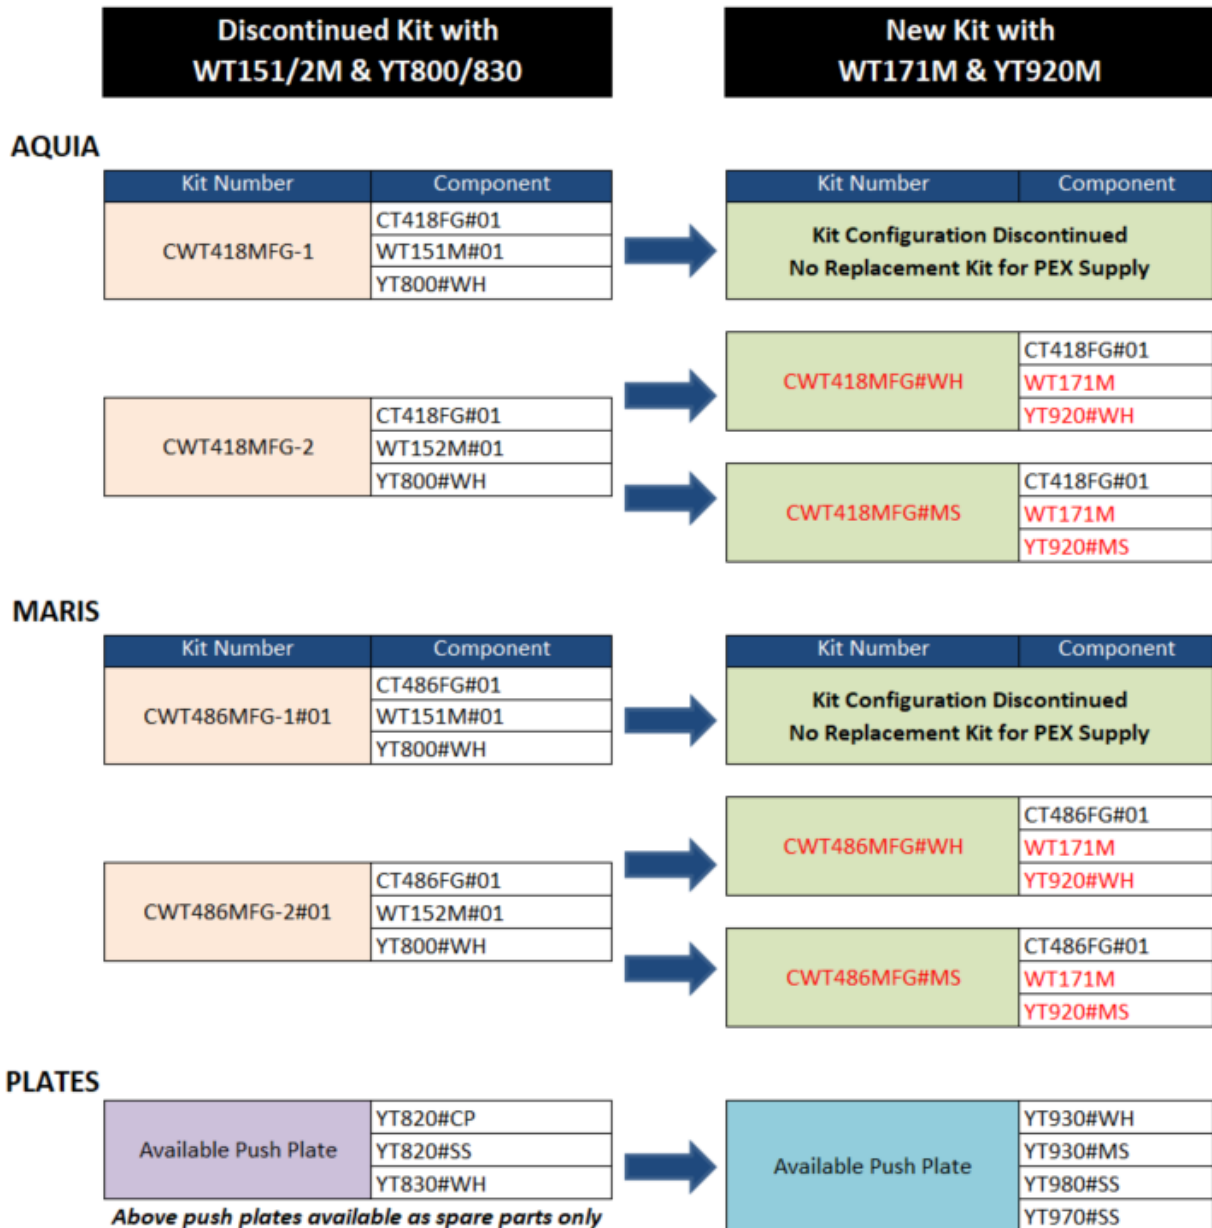 Discontinued Kit with
WT151/2M & YT800/830
New Kit with
WT171M & YT920M
AQUIA
Kit Number Component
CWT418MFG-1
CT418FG#01
WT151M#01
YT800#WH
Kit Number Component
Kit Configuration Discontinued
No Replacement Kit for PEX Supply
CWT418MFG-2
CT418FG#01
WT152M#01
YT800#WH
CWT418MFG#WH
CT418FG#01
WT171M
YT920#WH
CWT418MFG#MS
CT418FG#01
WT171M
YT920#MS
MARIS
Kit Number Component
CWT486MFG-1#01
CT486FG#01
WT151M#01
YT800#WH
Kit Number Component
Kit Configuration Discontinued
No Replacement Kit for PEX Supply
CWT486MFG-2#01
CT486FG#01
WT152M#01
YT800#WH
CWT486MFG#WH
CT486FG#01
WT171M
YT920#WH
CWT486MFG#MS
CT486FG#01
WT171M
YT920#MS
PLATES
Available Push Plate
YT820#CP
YT820#SS
YT830#WH
Above push plates available as spare parts only
Available Push Plate
YT930#WH
YT930#MS
YT980#SS
YT970#SS